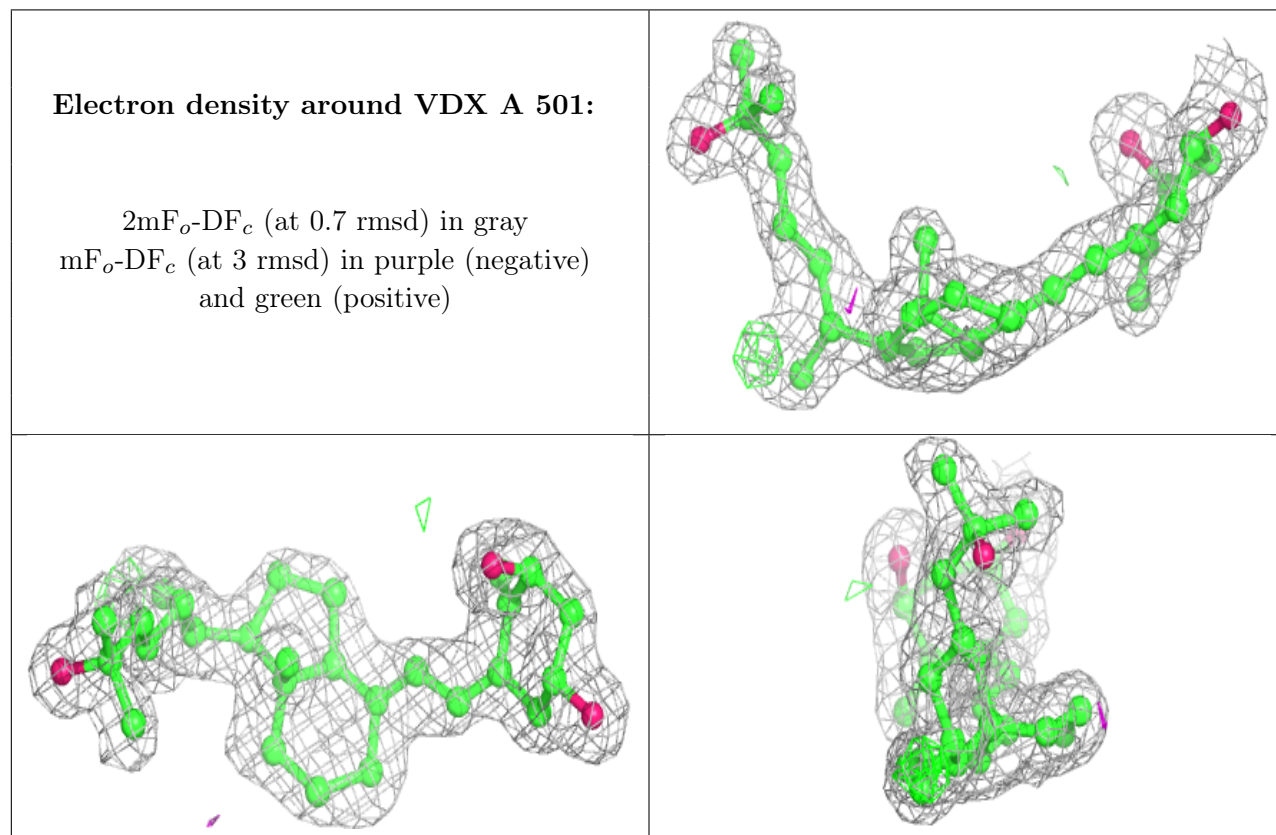 Electron density around VDX A 501:
2mFo-DFc (at 0.7 rmsd) in gray
mFo-DFc (at 3 rmsd) in purple (negative)
and green (positive)